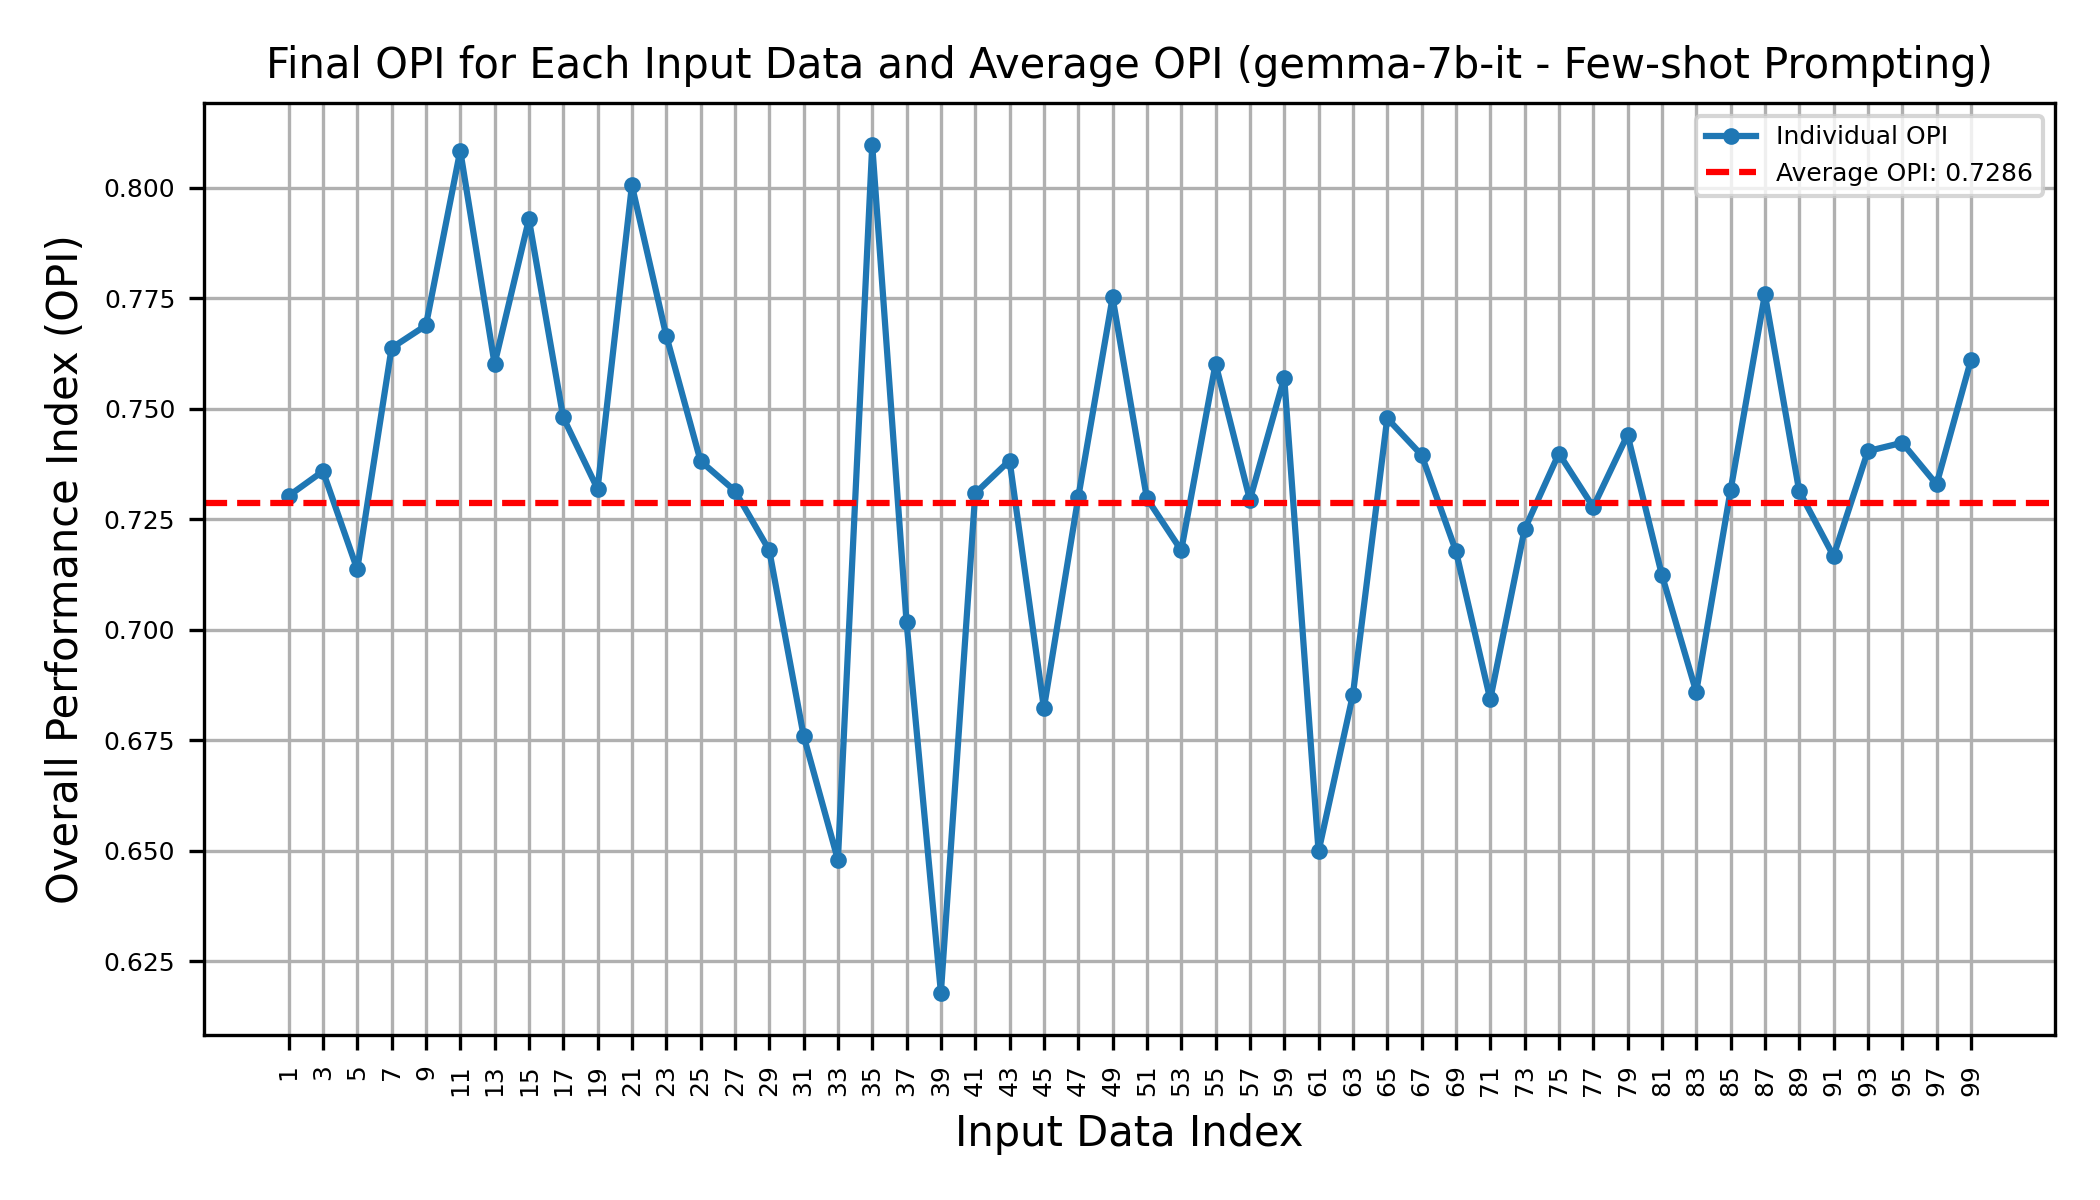 Final OPI for Each Input Data and Average OPI (gemma-7b-it - Few-shot Prompting)
Individual OPI
Average OPI: 0.7286
Overall Performance Index (OPI)
0.800
0.775
0.750
0.725
0.700
0.675
0.650
0.625
1 3 5 7 9 11 13 15 17 19 21 23 25 27 29 31 33 35 37 39 41 43 45 47 49 51 53 55 57 59 61 63 65 67 69 71 73 75 77 79 81 83 85 87 89 91 93 95 97 99
Input Data Index